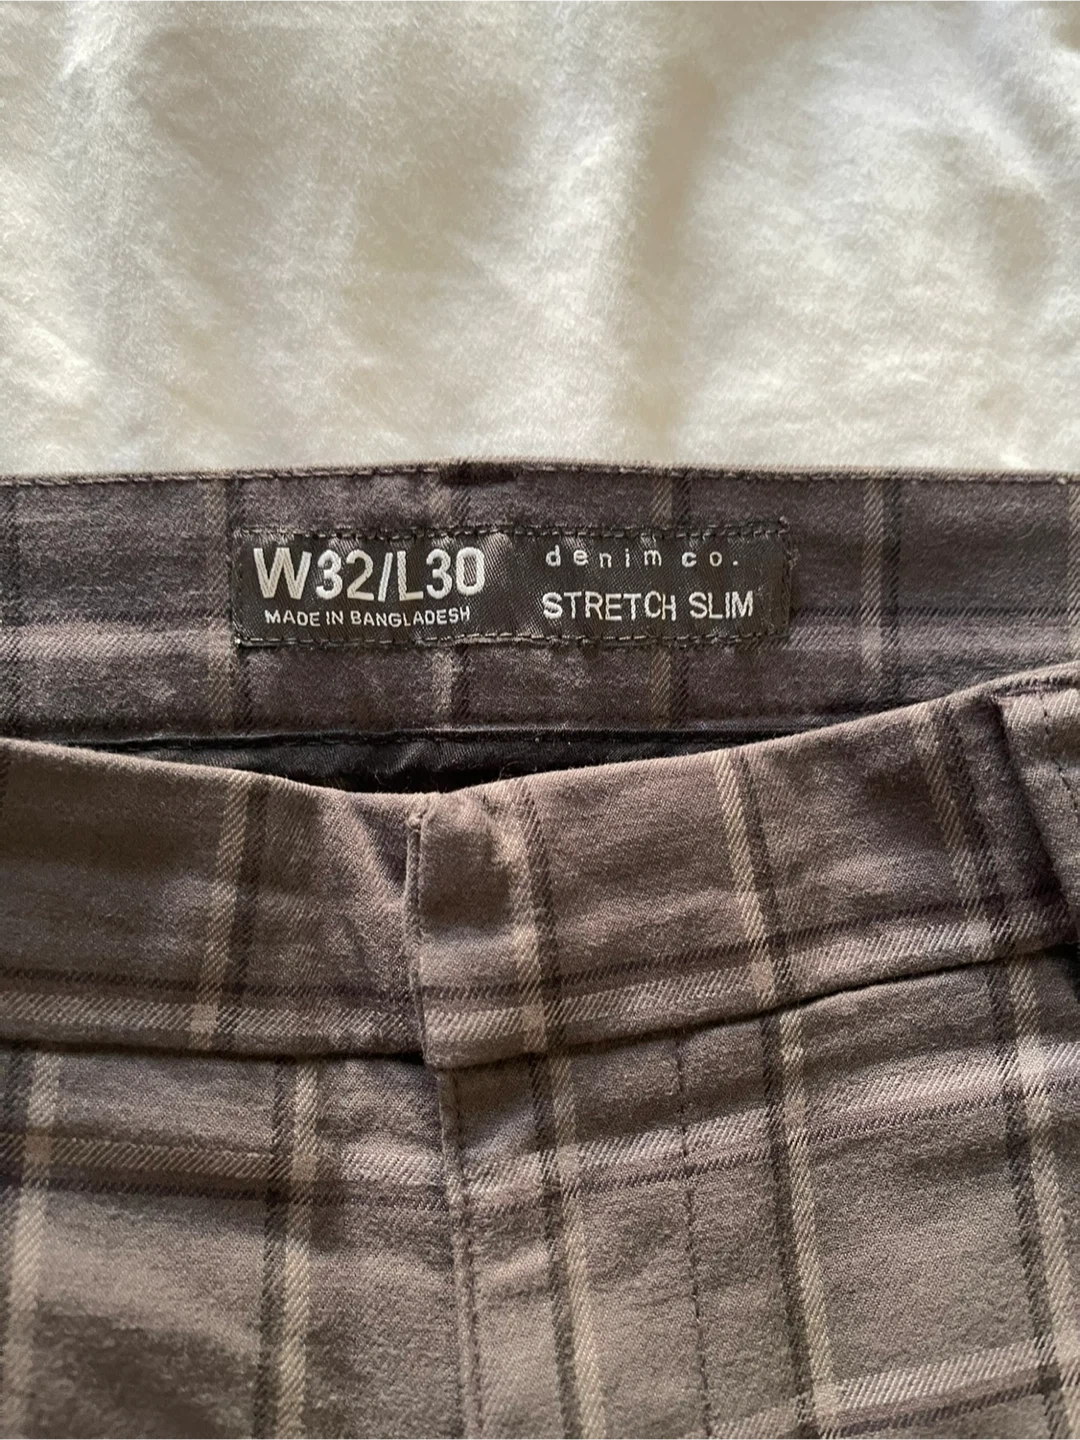 W32/L30
MADE IN BANGLADESH
denim co.
STRETCH SLIM